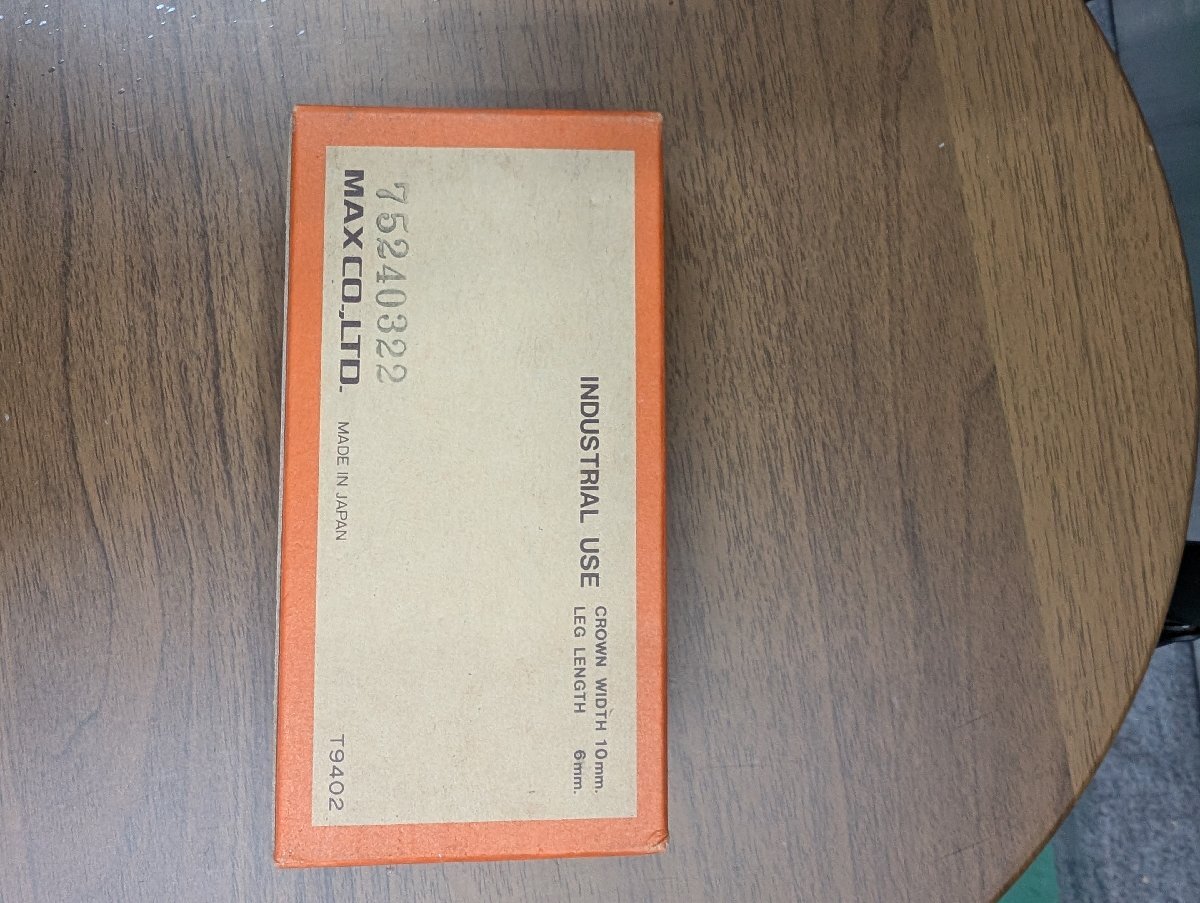 INDUSTRIAL USE
CROWN WIDTH 10mm.
LEG LENGTH 6mm.
75240322
MAX CO.,LTD. MADE IN JAPAN T9402